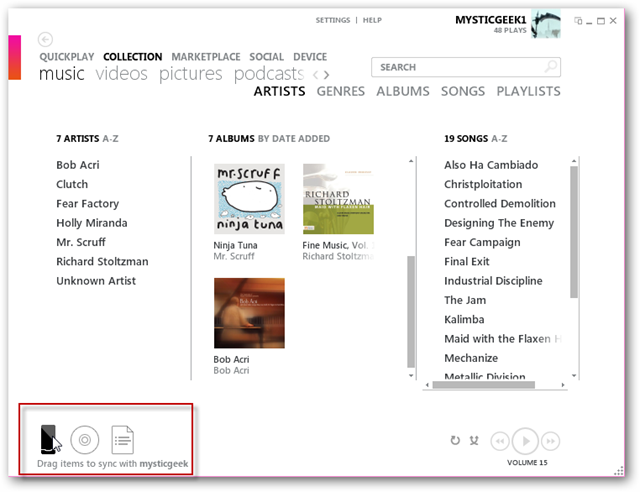 SETTINGS | HELP
MYSTICGEEK1
48 PLAYS
QUICKPLAY COLLECTION MARKETPLACE SOCIAL DEVICE
music videos pictures podcasts
SEARCH
ARTISTS GENRES ALBUMS SONGS PLAYLISTS
7 ARTISTS A-Z
Bob Acri
Clutch
Fear Factory
Holly Miranda
Mr. Scruff
Richard Stoltzman
Unknown Artist
7 ALBUMS BY DATE ADDED
mr.scruff
ninja tuna
Ninja Tuna
Mr. Scruff
RICHARD
STOLTZMAN
MAID WITH FLAXEN HAIR
Fine Music, Vol.
Richard Stoltzm
Bob Acri
Bob Acri
Bob Acri
19 SONGS A-Z
Also Ha Cambiado
Christploitation
Controlled Demolition
Designing The Enemy
Fear Campaign
Final Exit
Industrial Discipline
The Jam
Kalimba
Maid with the Flaxen H
Mechanize
Metallic Division
Drag items to sync with mysticgeek
VOLUME 15